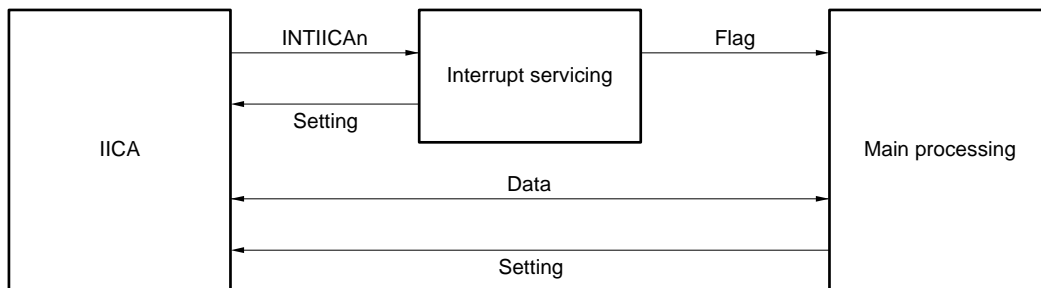 INTIICAn
Flag
Interrupt servicing
Setting
IICA
Main processing
Data
Setting